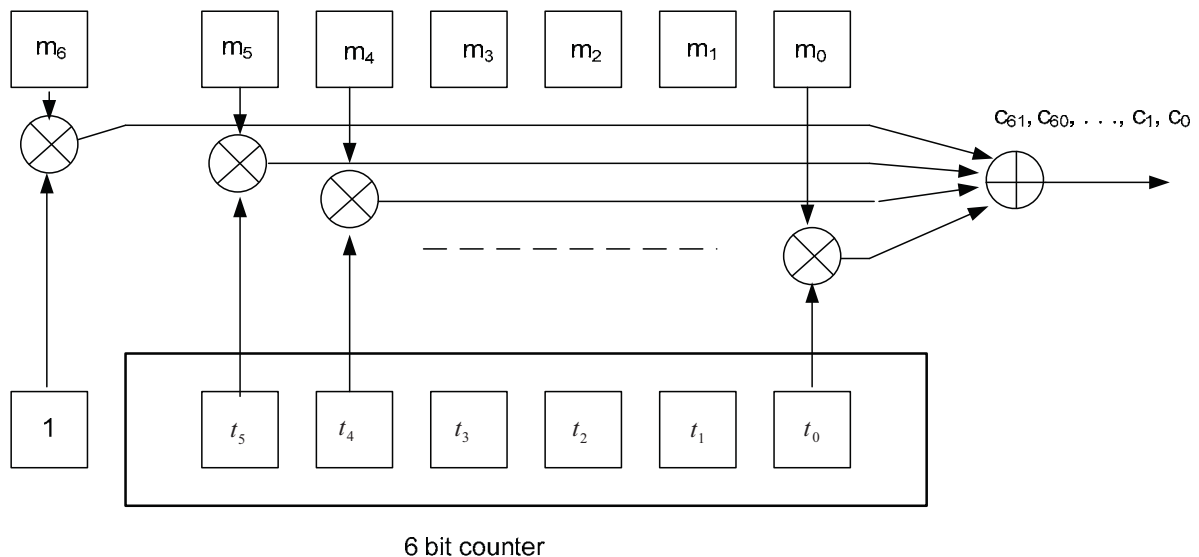 m₆ m₅ m₄ m₃ m₂ m₁ m₀
c₆₁, c₆₀, . . ., c₁, c₀
1 t₅ t₄ t₃ t₂ t₁ t₀
6 bit counter